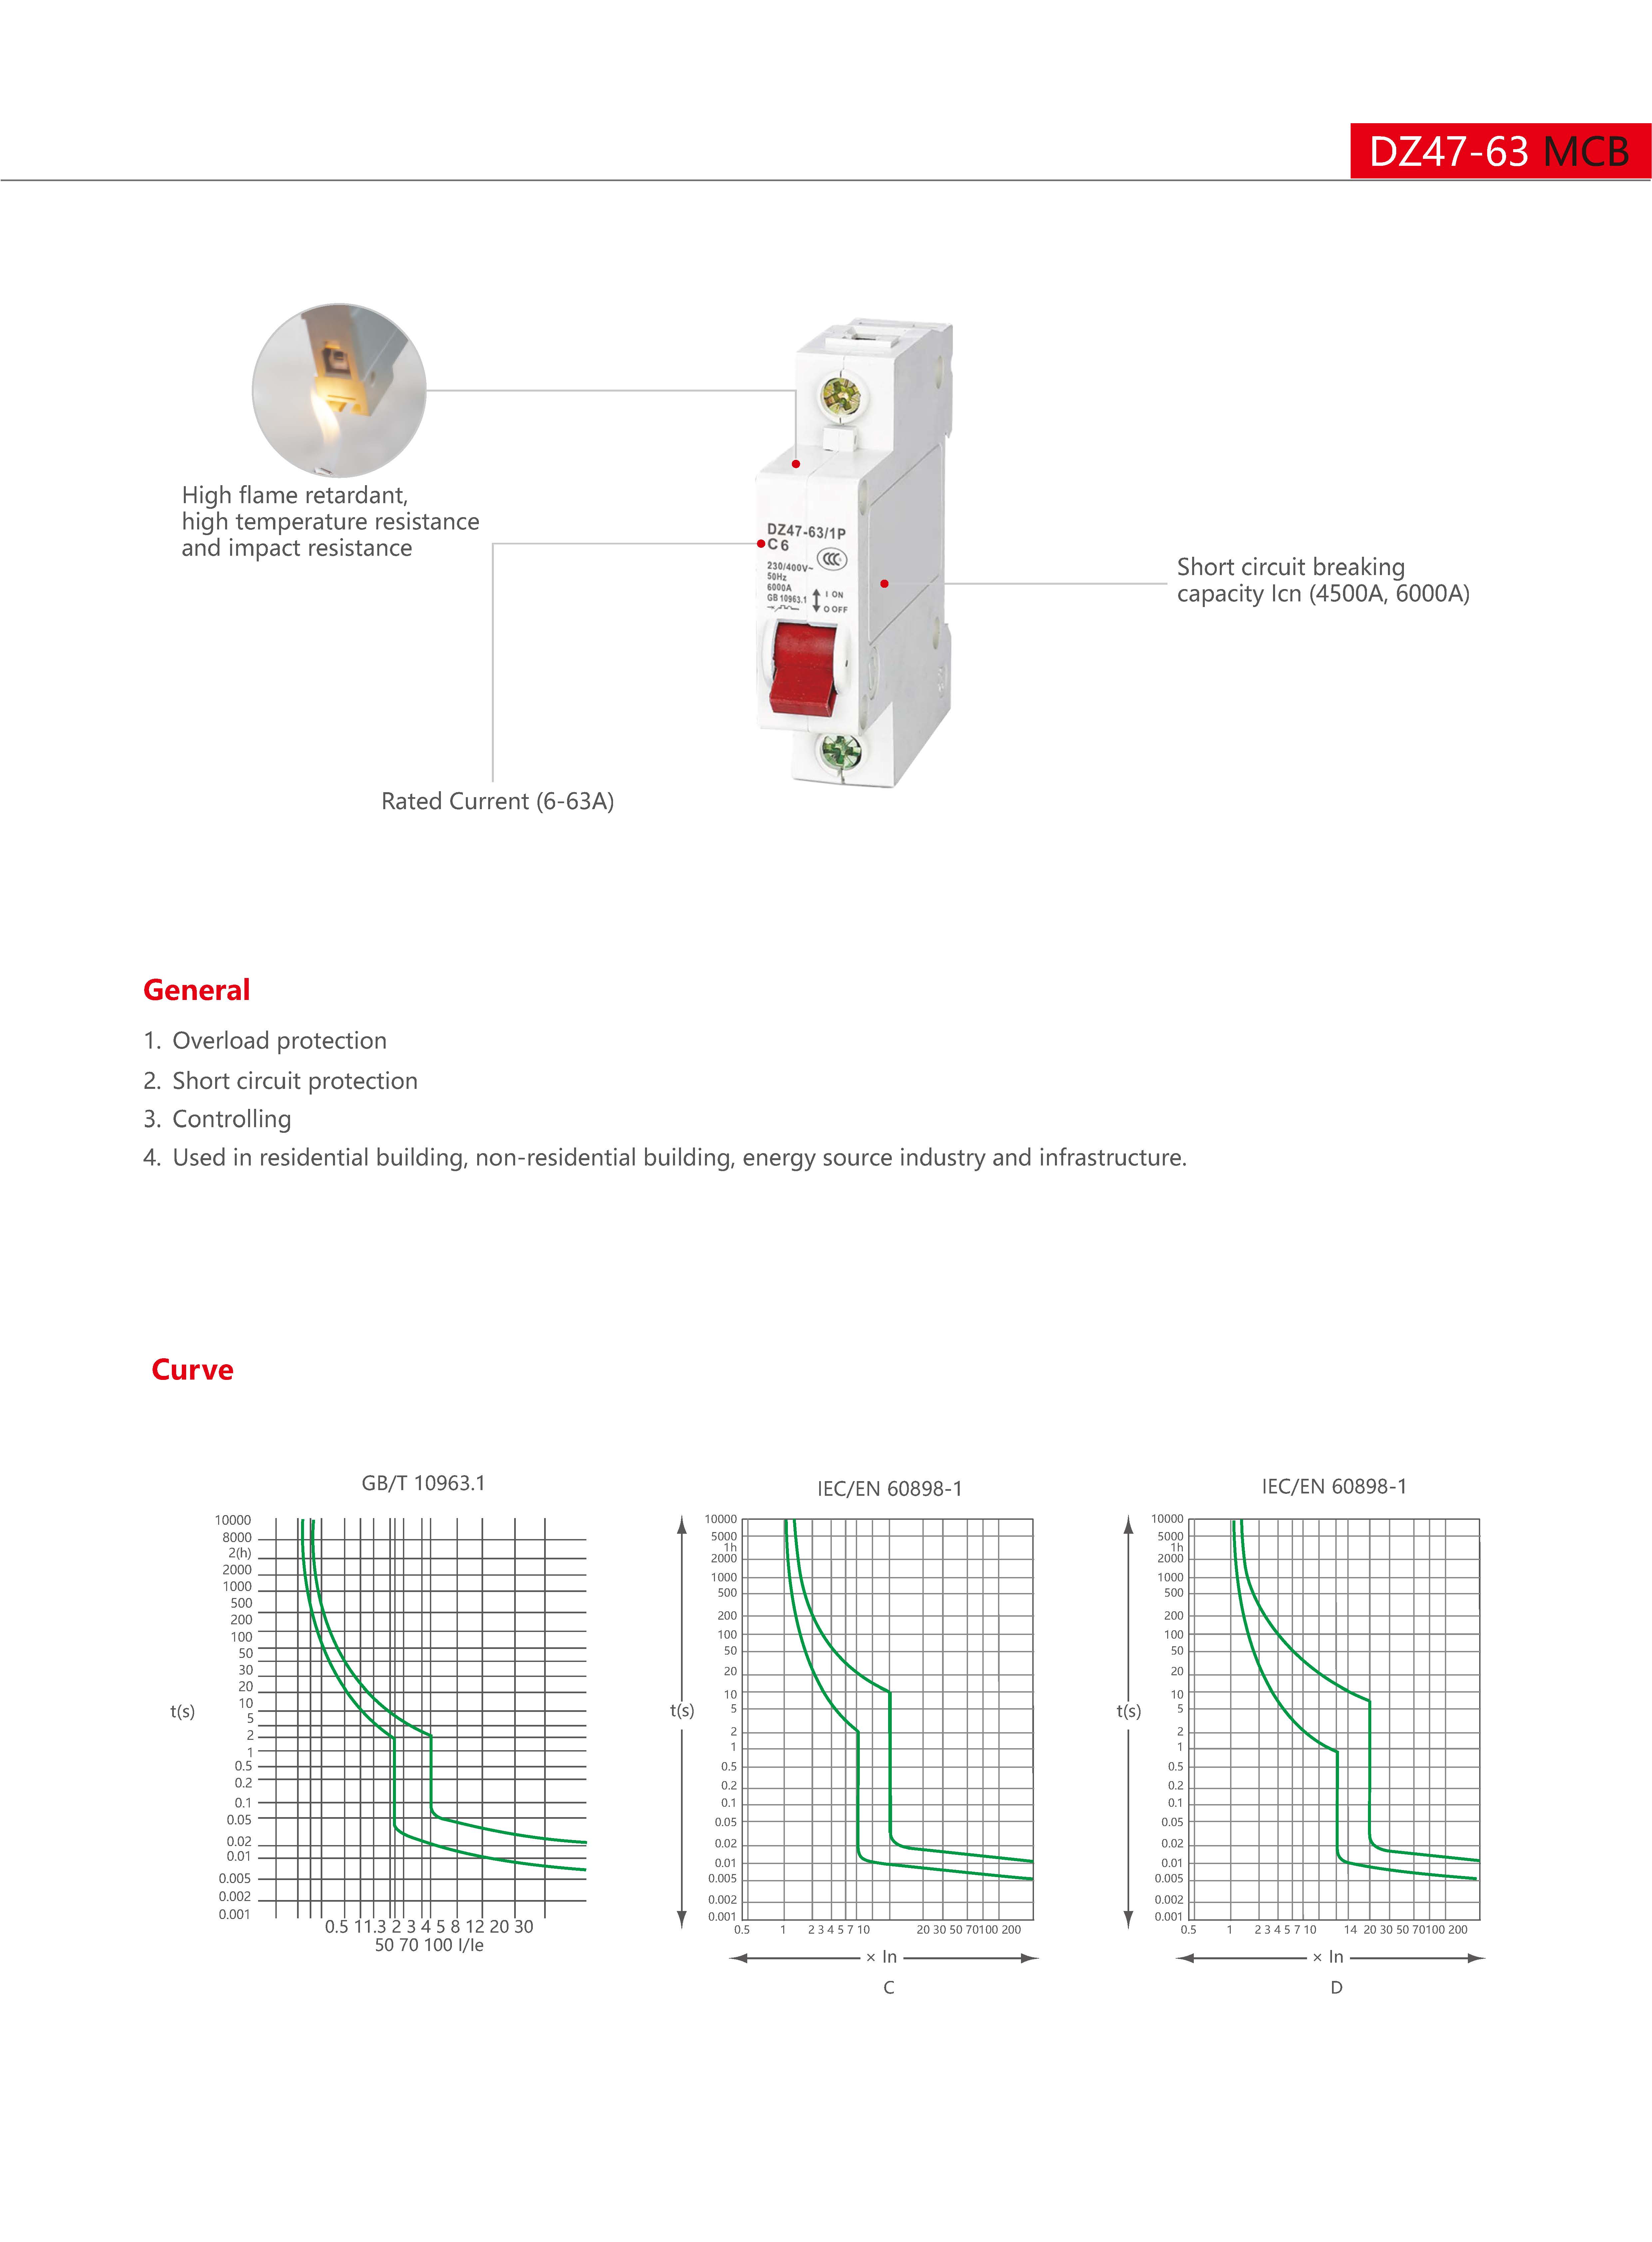 DZ47-63 MCB
High flame retardant,
high temperature resistance
and impact resistance
DZ47-63/1P
C6
CCC
230/400V~
50Hz
6000A
GB 10963.1
I ON
O OFF
Short circuit breaking
capacity Icn (4500A, 6000A)
Rated Current (6-63A)
General
1. Overload protection
2. Short circuit protection
3. Controlling
4. Used in residential building, non-residential building, energy source industry and infrastructure.
Curve
GB/T 10963.1
10000
8000
2(h)
2000
1000
500
200
100
50
30
20
10
5
2
1
0.5
0.2
0.1
0.05
0.02
0.01
0.005
0.002
0.001
t(s)
0.5 11.3 2 3 4 5 8 12 20 30
50 70 100 I/Ie
IEC/EN 60898-1
10000
5000
1h
2000
1000
500
200
100
50
20
10
5
2
1
0.5
0.2
0.1
0.05
0.02
0.01
0.005
0.002
0.001
t(s)
0.5 1 2 3 4 5 7 10 20 30 50 70100 200
× In
C
IEC/EN 60898-1
10000
5000
1h
2000
1000
500
200
100
50
20
10
5
2
1
0.5
0.2
0.1
0.05
0.02
0.01
0.005
0.002
0.001
t(s)
0.5 1 2 3 4 5 7 10 14 20 30 50 70100 200
× In
D